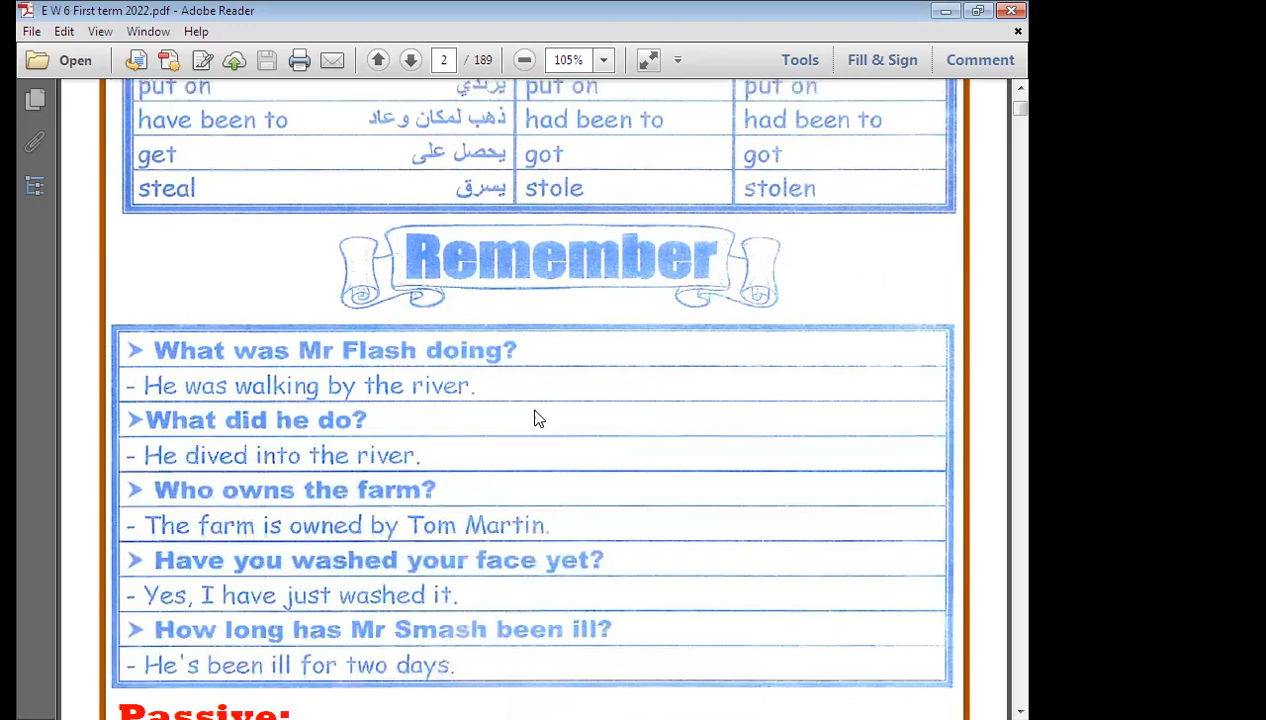 E W 6 First term 2022.pdf - Adobe Reader
File Edit View Window Help
Open 2 / 189 105% Tools Fill & Sign Comment
put on يرتدي put on put on
have been to ذهب لمكان وعاد had been to had been to
get يحصل على got got
steal يسرق stole stolen
Remember
➤ What was Mr Flash doing?
- He was walking by the river.
➤What did he do?
- He dived into the river.
➤ Who owns the farm?
- The farm is owned by Tom Martin.
➤ Have you washed your face yet?
- Yes, I have just washed it.
➤ How long has Mr Smash been ill?
- He's been ill for two days.
Passive: